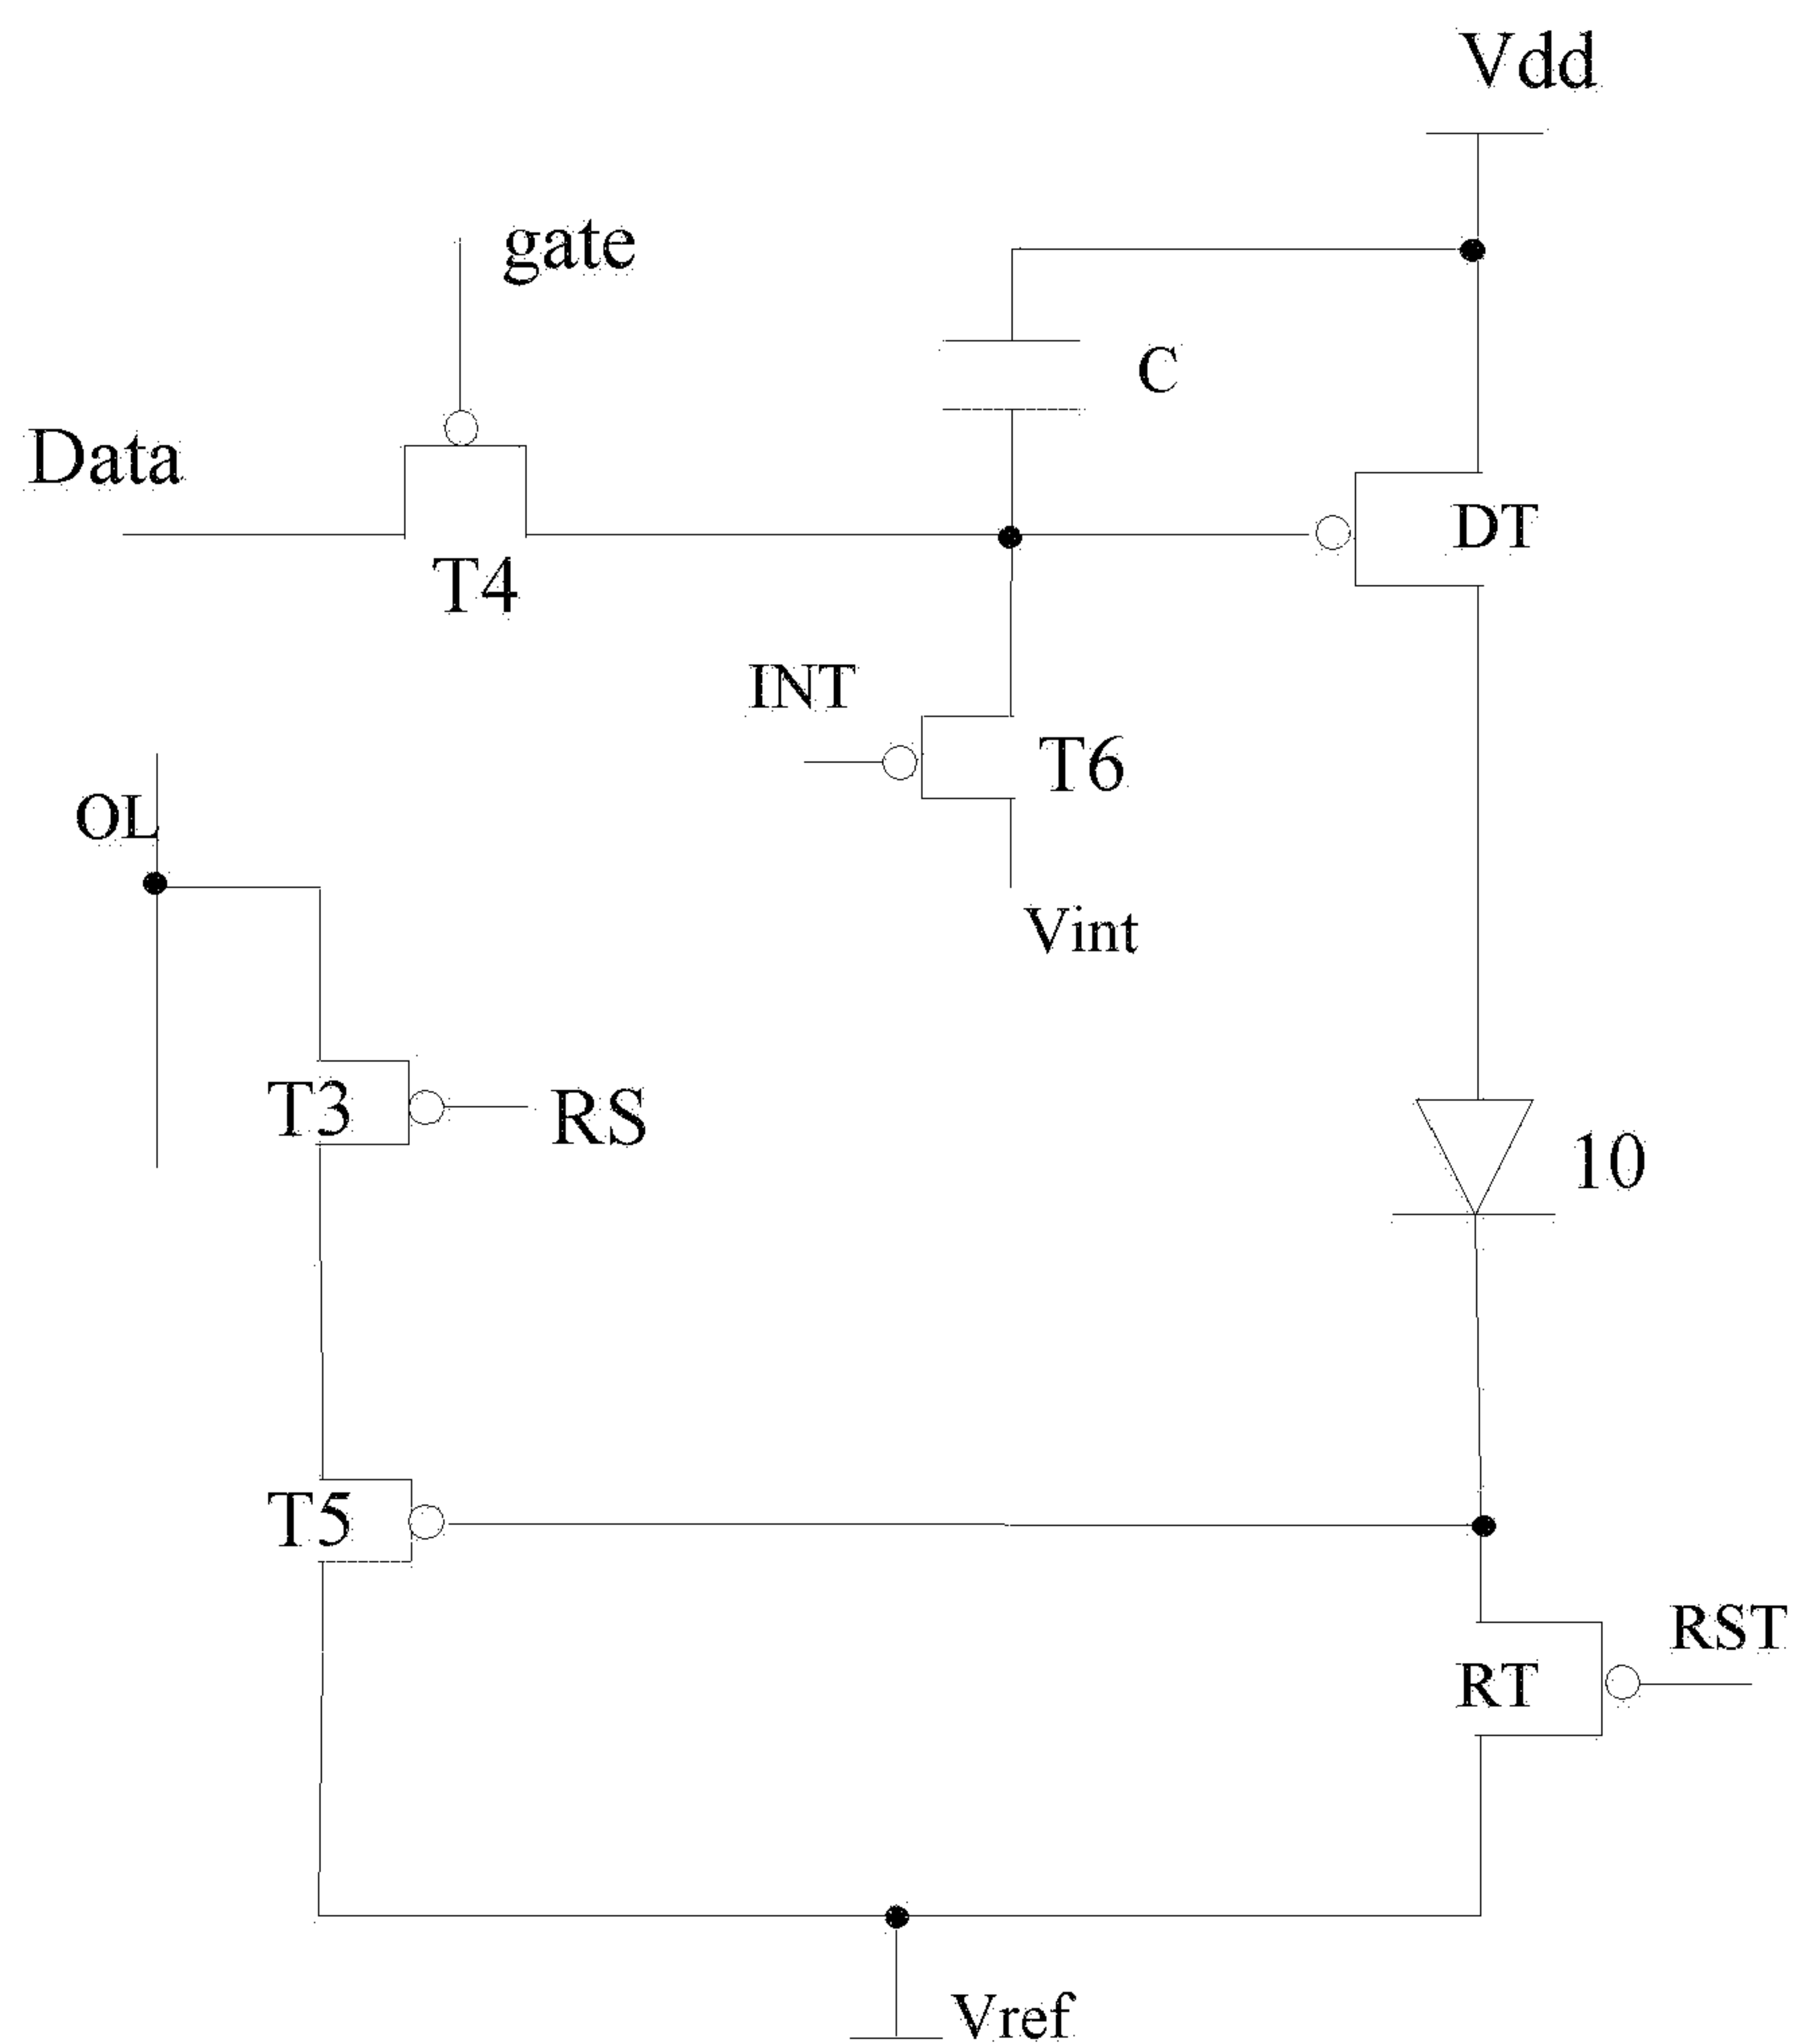 Vdd
gate
C
Data
DT
T4
INT
T6
OL
Vint
T3
RS
10
T5
RST
RT
Vref